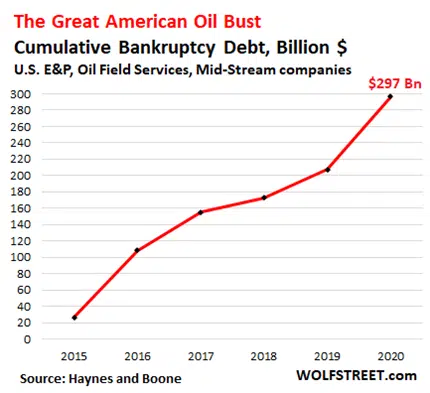 The Great American Oil Bust
Cumulative Bankruptcy Debt, Billion $
U.S. E&P, Oil Field Services, Mid-Stream companies
$297 Bn
300
280
260
240
220
200
180
160
140
120
100
80
60
40
20
0
2015 2016 2017 2018 2019 2020
Source: Haynes and Boone WOLFSTREET.com